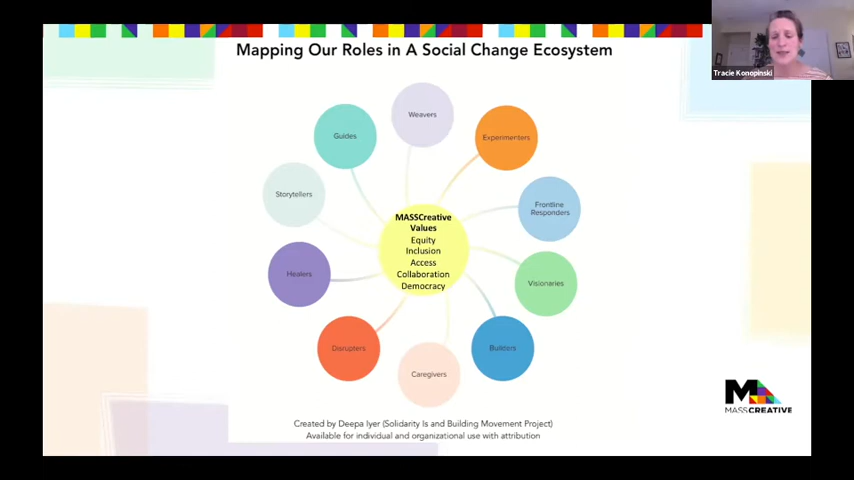 Mapping Our Roles in A Social Change Ecosystem
Tracie Konopinski
Weavers
Guides
Experimenters
Storytellers
Frontline
Responders
MASSCreative
Values
Equity
Inclusion
Access
Collaboration
Democracy
Healers
Visionaries
Disrupters
Builders
Caregivers
MASSCREATIVE
Created by Deepa Iyer (Solidarity Is and Building Movement Project)
Available for individual and organizational use with attribution